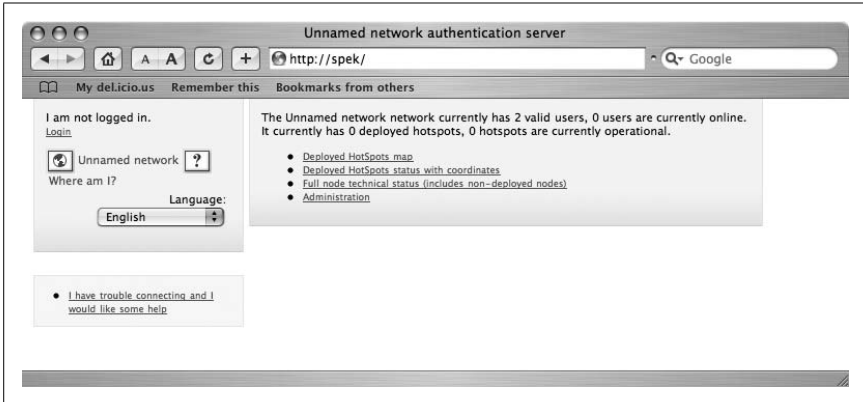 Unnamed network authentication server
A A http://spek/ Google
My del.icio.us Remember this Bookmarks from others
I am not logged in.
Login
Unnamed network ?
Where am I?
Language:
English
I have trouble connecting and I
would like some help
The Unnamed network network currently has 2 valid users, 0 users are currently online.
It currently has 0 deployed hotspots, 0 hotspots are currently operational.
Deployed HotSpots map
Deployed HotSpots status with coordinates
Full node technical status (includes non-deployed nodes)
Administration